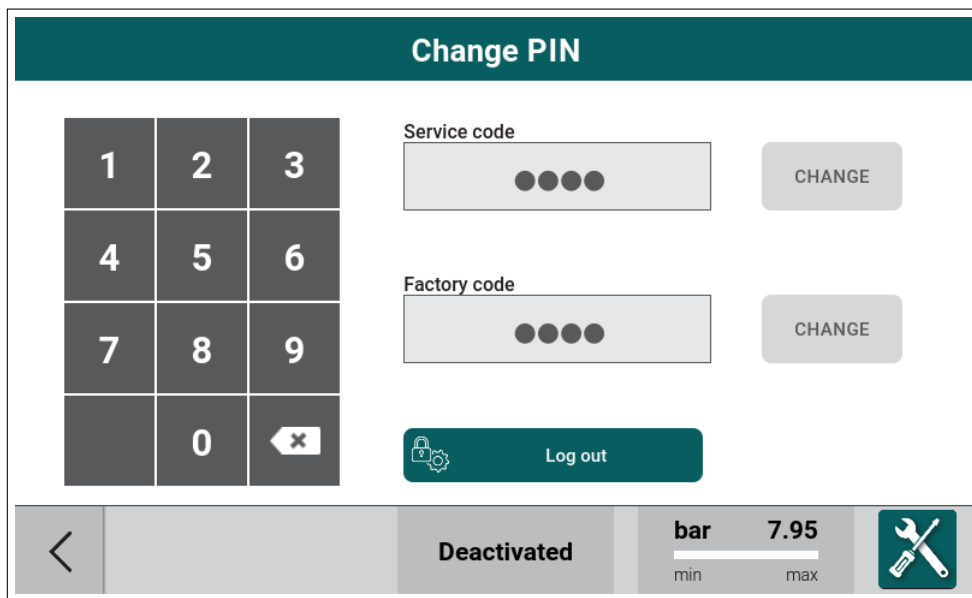 Change PIN
1 2 3
4 5 6
7 8 9
0
Service code
CHANGE
Factory code
CHANGE
Log out
Deactivated
bar 7.95
min max